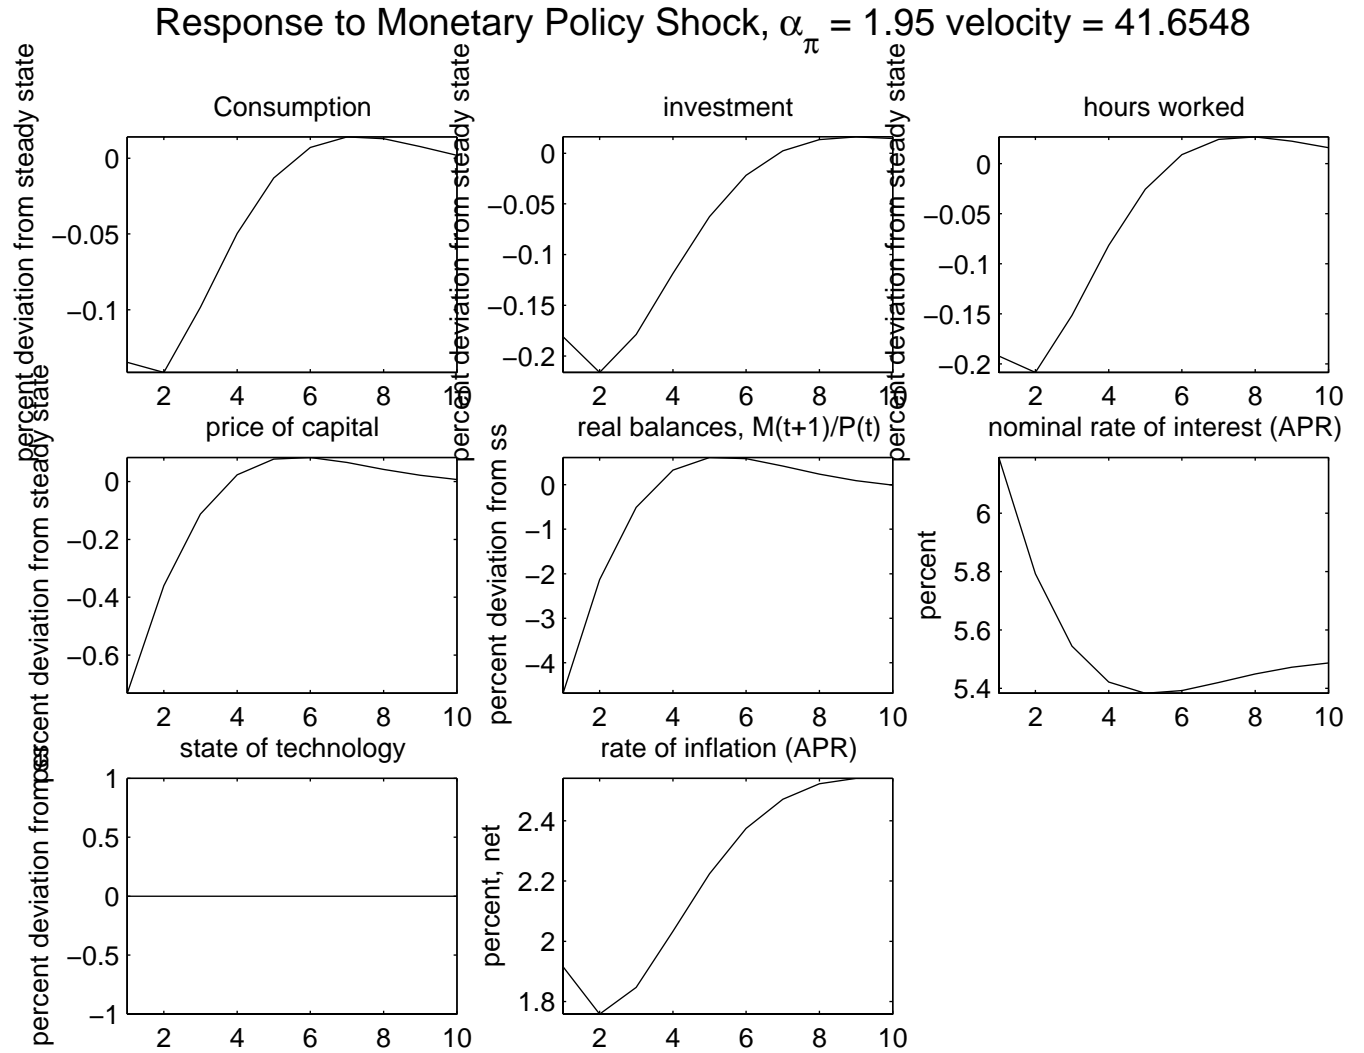 Response to Monetary Policy Shock, α_π = 1.95 velocity = 41.6548
Consumption
percent deviation from steady state
0
−0.05
−0.1
2 4 6 8 10
investment
percent deviation from steady state
0
−0.05
−0.1
−0.15
−0.2
2 4 6 8 10
hours worked
percent deviation from steady state
0
−0.05
−0.1
−0.15
−0.2
2 4 6 8 10
price of capital
percent deviation from steady state
0
−0.2
−0.4
−0.6
2 4 6 8 10
real balances, M(t+1)/P(t)
percent deviation from ss
0
−1
−2
−3
−4
2 4 6 8 10
nominal rate of interest (APR)
percent
6
5.8
5.6
5.4
2 4 6 8 10
state of technology
percent deviation from ss
1
0.5
0
−0.5
−1
2 4 6 8 10
rate of inflation (APR)
percent, net
2.4
2.2
2
1.8
2 4 6 8 10